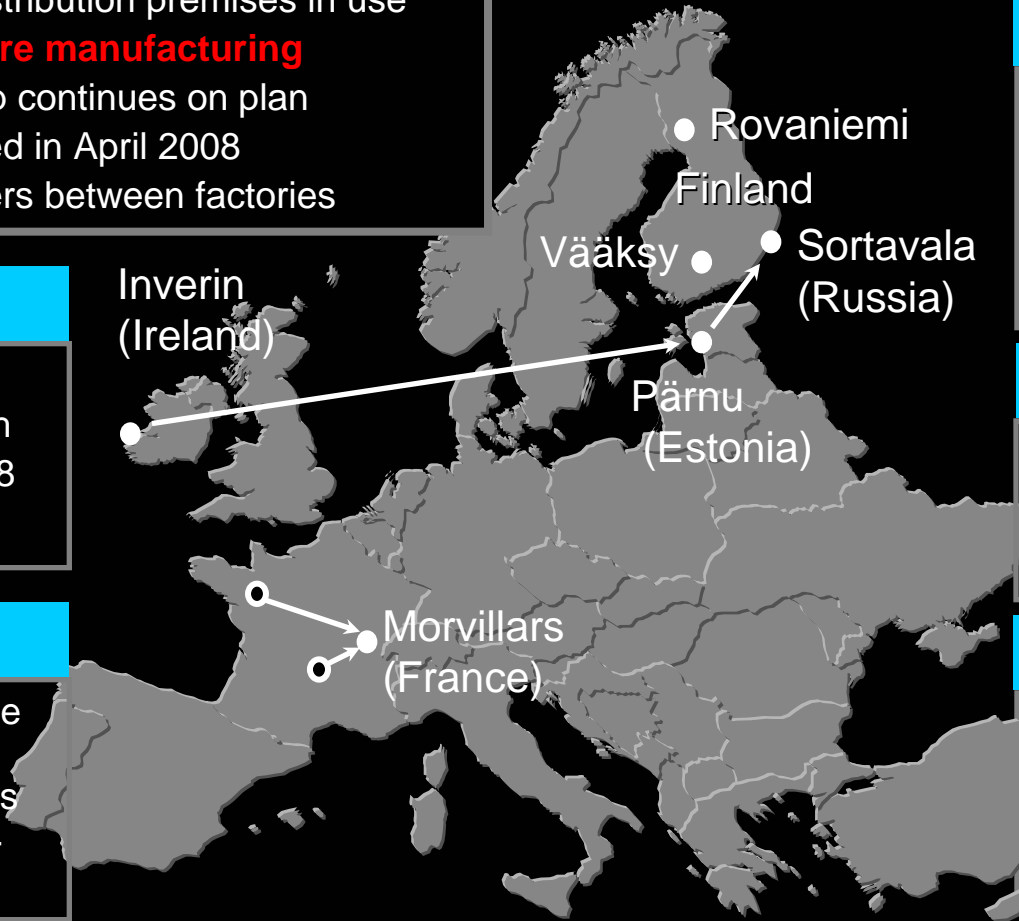 stribution premises in use
re manufacturing
continues on plan
ed in April 2008
ers between factories
Rovaniemi
Finland
Vääksy
Sortavala
(Russia)
Inverin
(Ireland)
Pärnu
(Estonia)
n
8
Morvillars
(France)
e
s